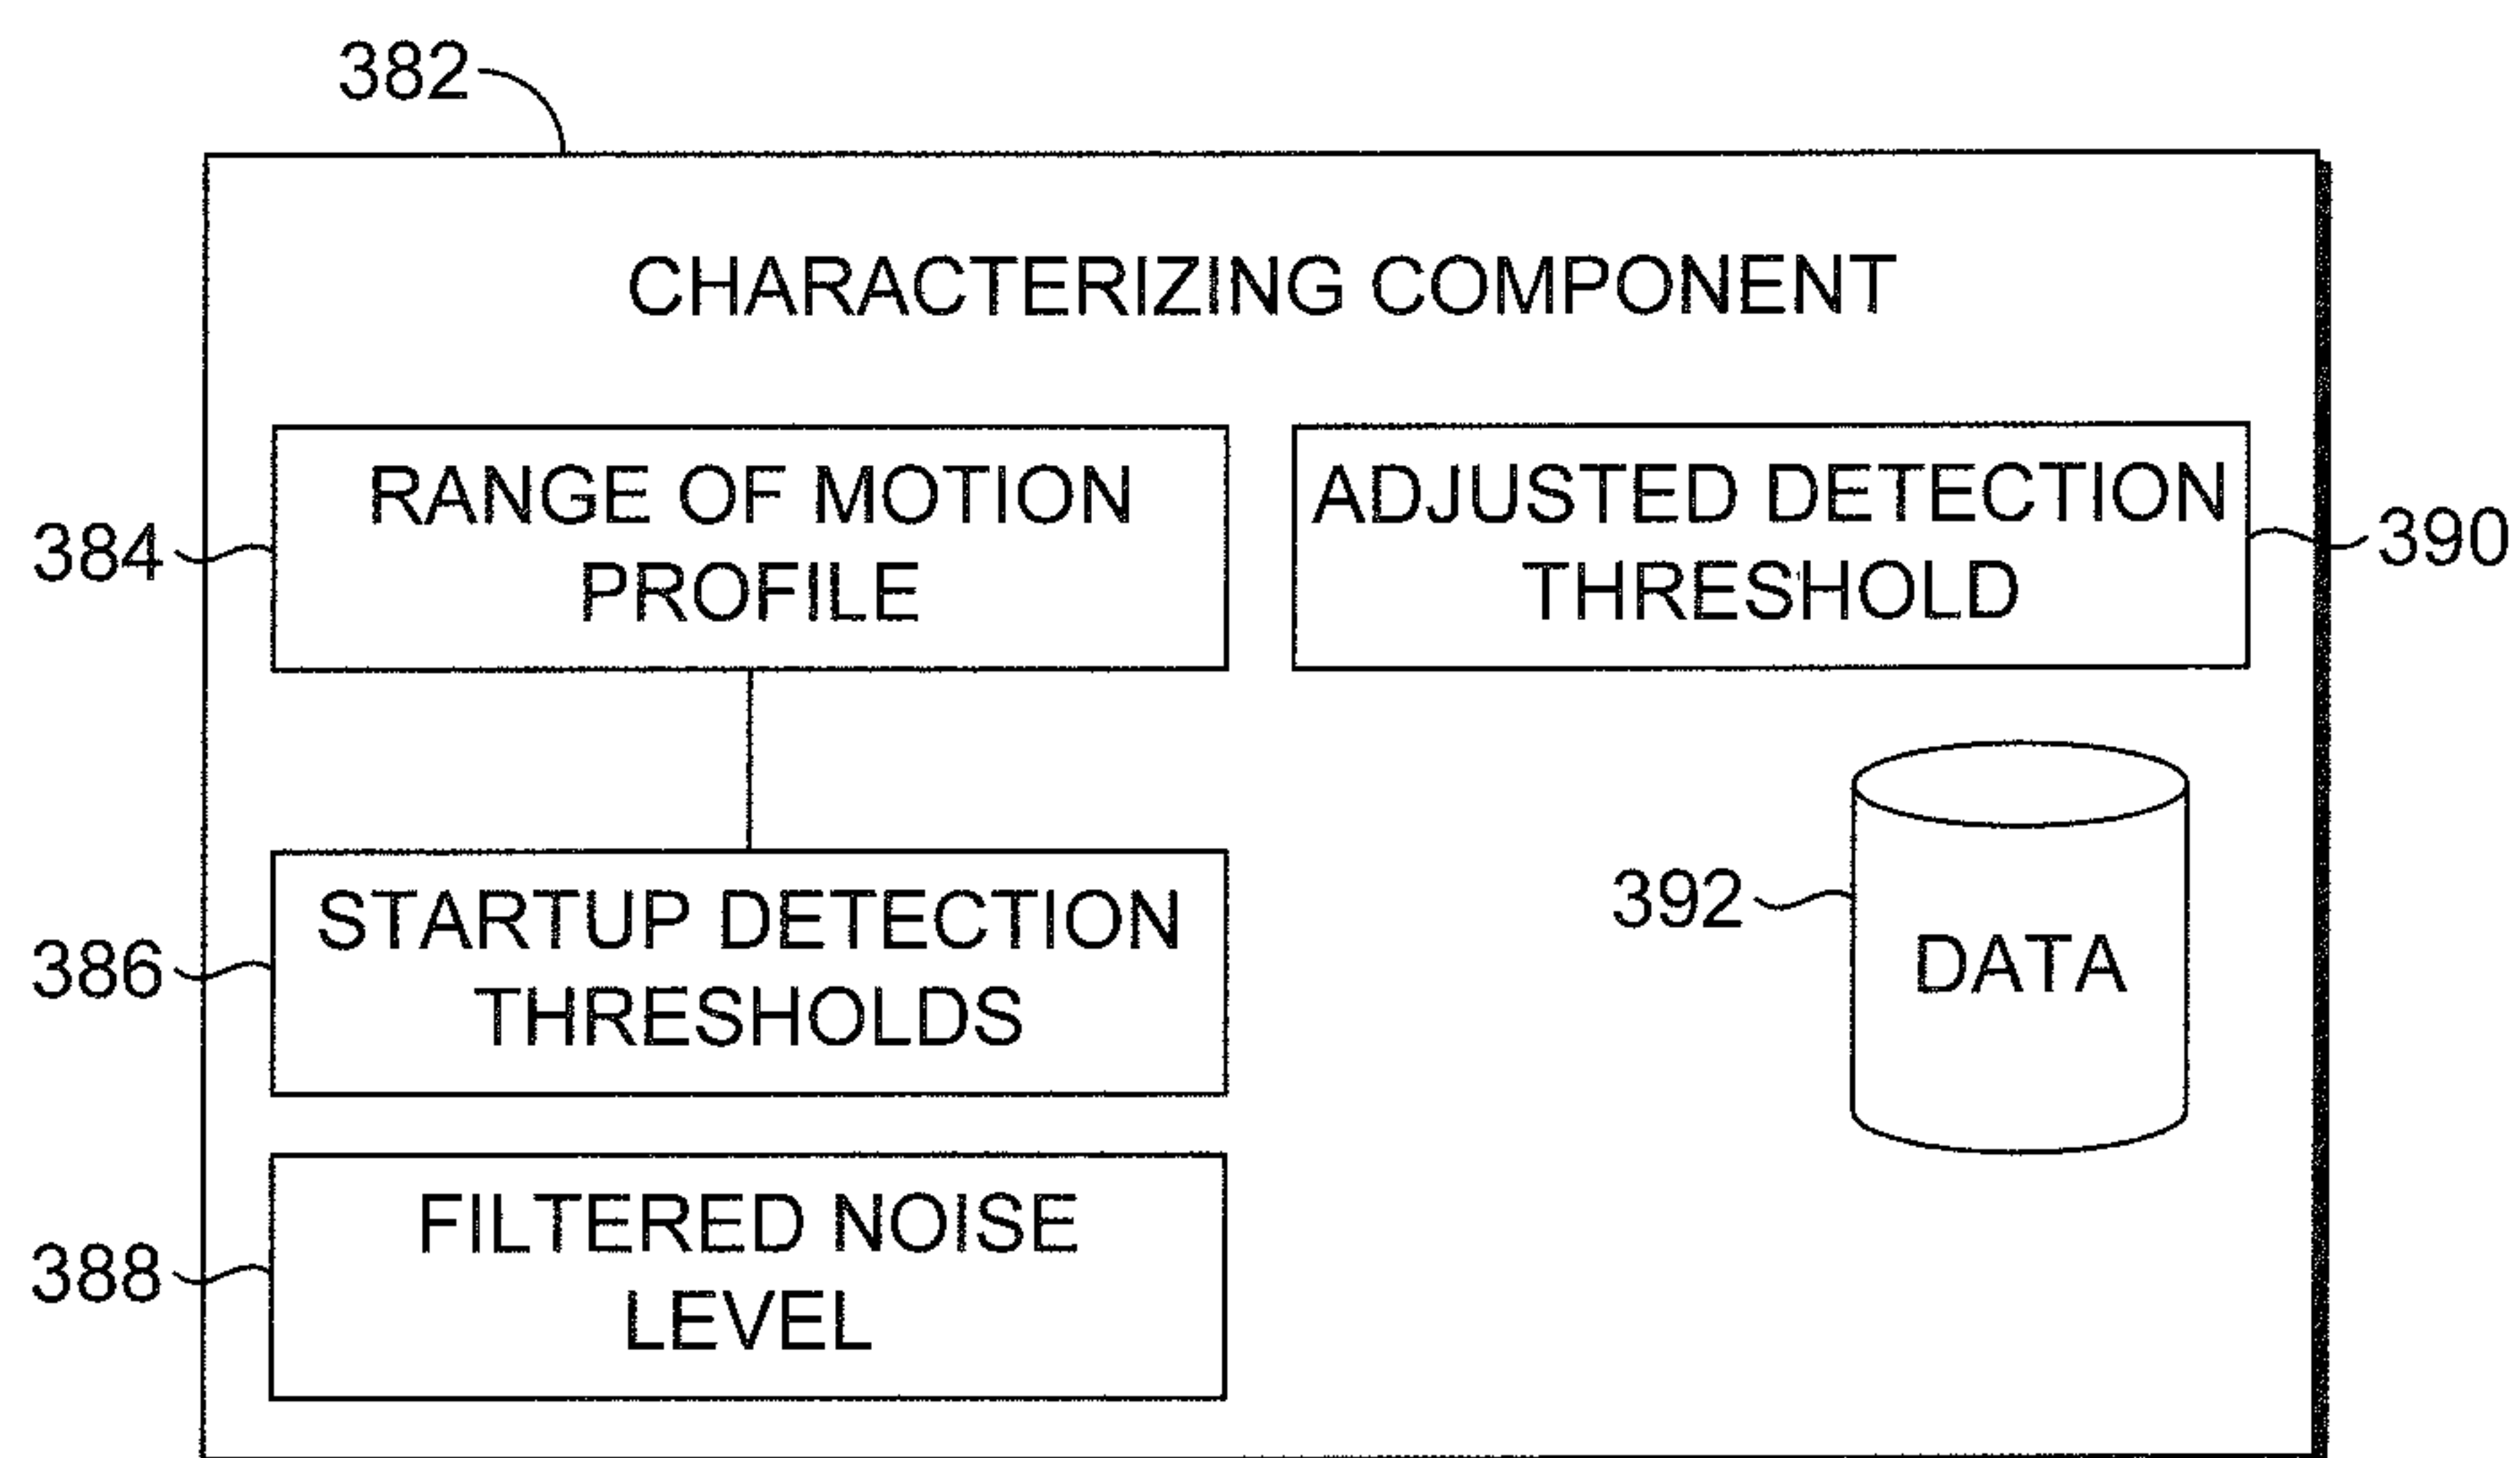 382
CHARACTERIZING COMPONENT
384
RANGE OF MOTION
PROFILE
ADJUSTED DETECTION
THRESHOLD
390
386
STARTUP DETECTION
THRESHOLDS
392
DATA
388
FILTERED NOISE
LEVEL